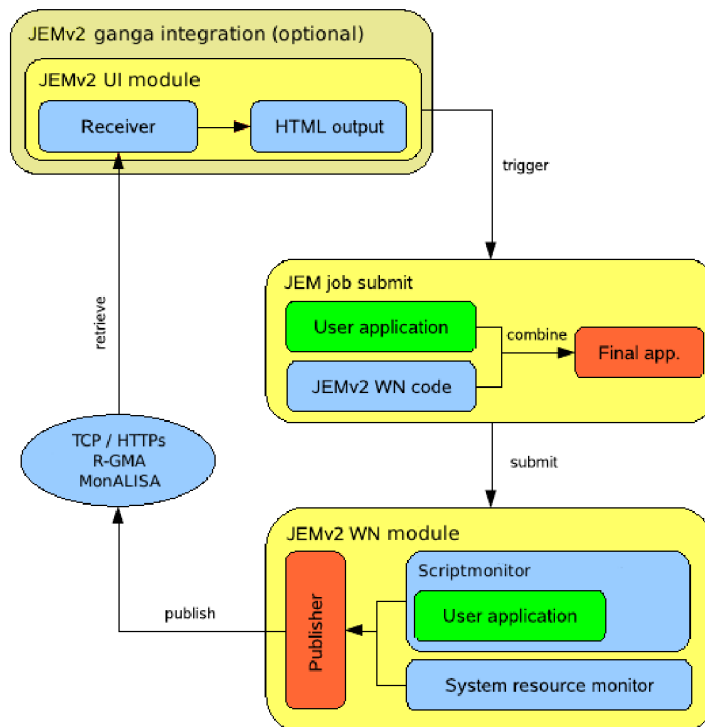 JEMv2 ganga integration (optional)
JEMv2 UI module
Receiver
HTML output
trigger
JEM job submit
User application
combine
Final app.
JEMv2 WN code
retrieve
TCP / HTTPs
R-GMA
MonALISA
submit
JEMv2 WN module
Scriptmonitor
User application
Publisher
publish
System resource monitor